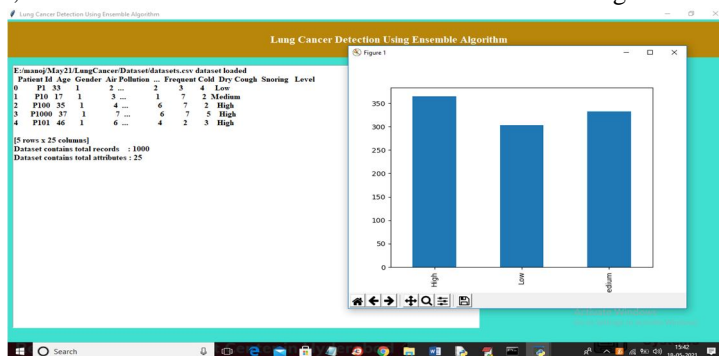 Lung Cancer Detection Using Ensemble Algorithm
Lung Cancer Detection Using Ensemble Algorithm
Figure 1
E:/manoj/May21/LungCancer/Dataset/datasets.csv dataset loaded
Patient Id Age Gender Air Pollution ... Frequent Cold Dry Cough Snoring Level
0 P1 33 1 2 ... 2 3 4 Low
1 P10 17 1 3 ... 1 7 2 Medium
2 P100 35 1 4 ... 6 7 2 High
3 P1000 37 1 7 ... 6 7 5 High
4 P101 46 1 6 ... 4 2 3 High
[5 rows x 25 columns]
Dataset contains total records : 1000
Dataset contains total attributes : 25
350
300
250
200
150
100
50
0
High
Low
edium
Search
15:42
18-05-2021